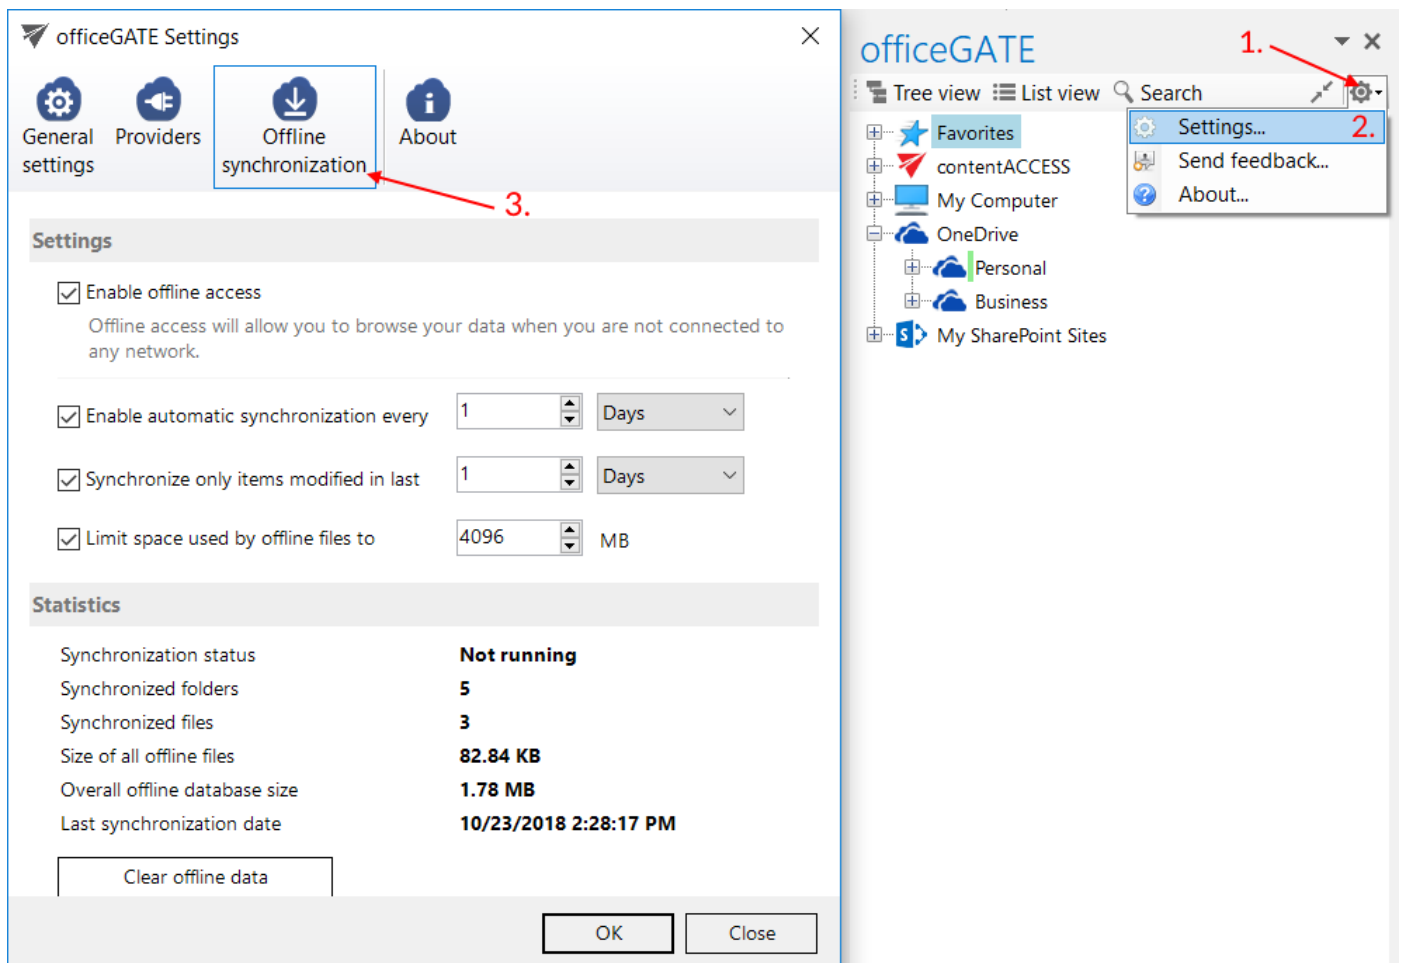 officeGATE Settings
General
settings
Providers
Offline
synchronization
About
3.
Settings
Enable offline access
Offline access will allow you to browse your data when you are not connected to
any network.
Enable automatic synchronization every 1 Days
Synchronize only items modified in last 1 Days
Limit space used by offline files to 4096 MB
Statistics
Synchronization status Not running
Synchronized folders 5
Synchronized files 3
Size of all offline files 82.84 KB
Overall offline database size 1.78 MB
Last synchronization date 10/23/2018 2:28:17 PM
Clear offline data
OK Close
officeGATE
1.
Tree view List view Search
Settings... 2.
Send feedback...
About...
Favorites
contentACCESS
My Computer
OneDrive
Personal
Business
My SharePoint Sites